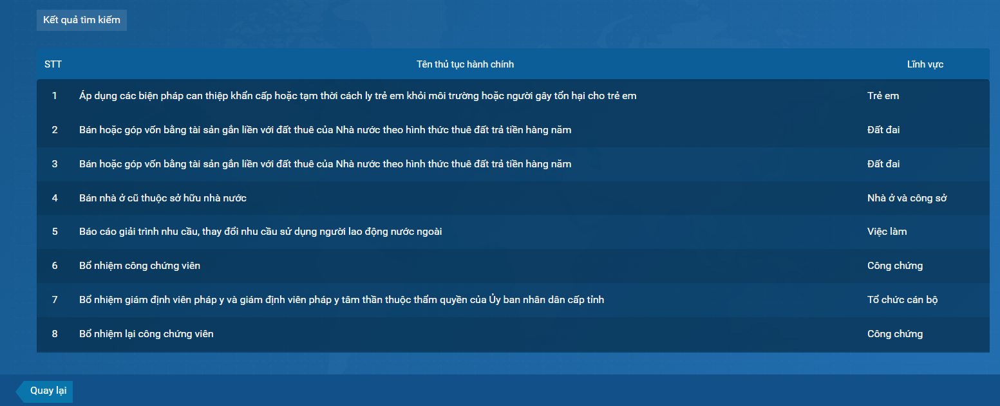 Kết quả tìm kiếm
STT Tên thủ tục hành chính Lĩnh vực
1 Áp dụng các biện pháp can thiệp khẩn cấp hoặc tạm thời cách ly trẻ em khỏi môi trường hoặc người gây tổn hại cho trẻ em Trẻ em
2 Bán hoặc góp vốn bằng tài sản gắn liền với đất thuê của Nhà nước theo hình thức thuê đất trả tiền hàng năm Đất đai
3 Bán hoặc góp vốn bằng tài sản gắn liền với đất thuê của Nhà nước theo hình thức thuê đất trả tiền hàng năm Đất đai
4 Bán nhà ở cũ thuộc sở hữu nhà nước Nhà ở và công sở
5 Báo cáo giải trình nhu cầu, thay đổi nhu cầu sử dụng người lao động nước ngoài Việc làm
6 Bổ nhiệm công chứng viên Công chứng
7 Bổ nhiệm giám định viên pháp y và giám định viên pháp y tâm thần thuộc thẩm quyền của Ủy ban nhân dân cấp tỉnh Tổ chức cán bộ
8 Bổ nhiệm lại công chứng viên Công chứng
Quay lại